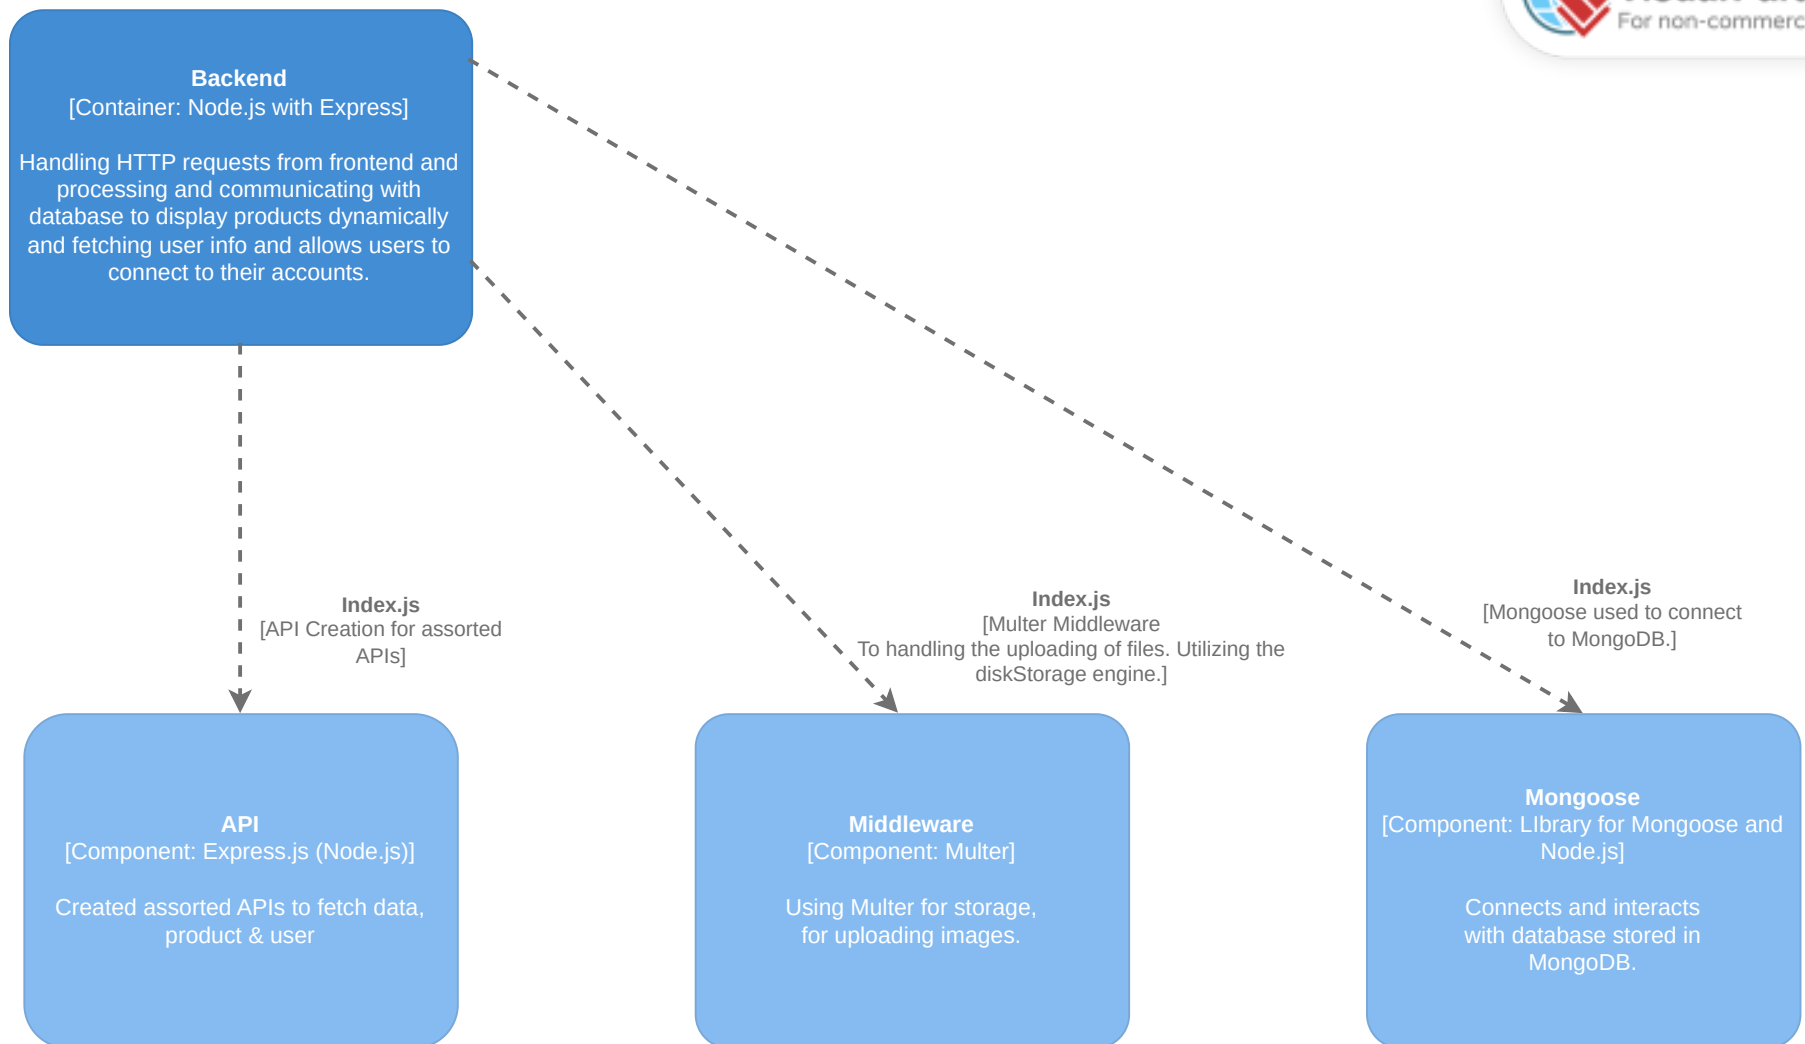 For non-commerc
Backend
[Container: Node.js with Express]
Handling HTTP requests from frontend and
processing and communicating with
database to display products dynamically
and fetching user info and allows users to
connect to their accounts.
Index.js
[API Creation for assorted
APIs]
Index.js
[Multer Middleware
To handling the uploading of files. Utilizing the
diskStorage engine.]
Index.js
[Mongoose used to connect
to MongoDB.]
API
[Component: Express.js (Node.js)]
Created assorted APIs to fetch data,
product & user
Middleware
[Component: Multer]
Using Multer for storage,
for uploading images.
Mongoose
[Component: LIbrary for Mongoose and
Node.js]
Connects and interacts
with database stored in
MongoDB.